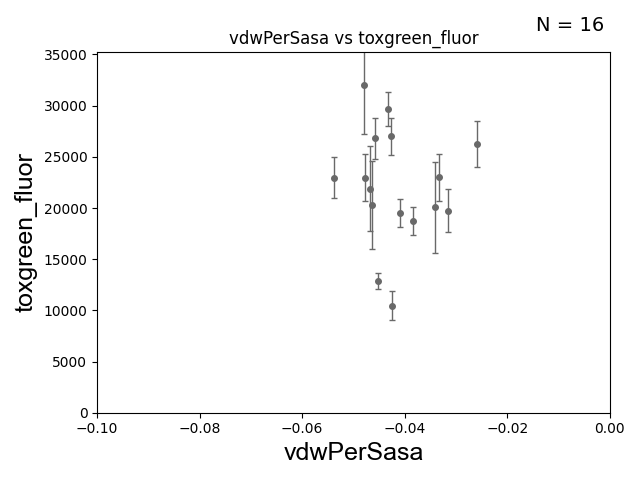 N = 16
vdwPerSasa vs toxgreen_fluor
35000
30000
25000
20000
15000
10000
5000
0
toxgreen_fluor
−0.10 −0.08 −0.06 −0.04 −0.02 0.00
vdwPerSasa